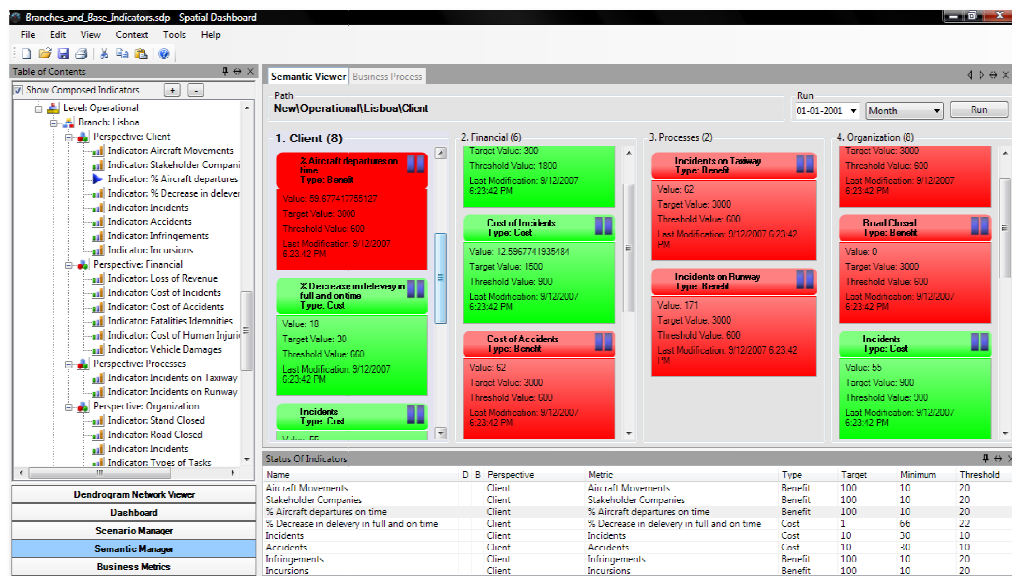 Branches_and_Base_Indicators.sdp Spatial Dashboard
File Edit View Context Tools Help
Table of Contents
Show Composed Indicators + -
Level: Operational
Branch: Lisboa
Perspective: Client
Indicator: Aircraft Movements
Indicator: Stakeholder Compani
Indicator: % Aircraft departures
Indicator: % Decrease in delever
Indicator: Incidents
Indicator: Accidents
Indicator: Infringements
Indicator: Incursions
Perspective: Financial
Indicator: Loss of Revenue
Indicator: Cost of Incidents
Indicator: Cost of Accidents
Indicator: Fatalities Idemnities
Indicator: Cost of Human Injuri
Indicator: Vehicle Damages
Perspective: Processes
Indicator: Incidents on Taxiway
Indicator: Incidents on Runway
Perspective: Organization
Indicator: Stand Closed
Indicator: Road Closed
Indicator: Incidents
Indicator: Types of Tasks
Dendrogram Network Viewer
Dashboard
Scenario Manager
Semantic Manager
Business Metrics
Semantic Viewer Business Process
Path
New\Operational\Lisboa\Client
Run
01-01-2001 Month Run
1. Client (8)
% Aircraft departures on
time
Type: Benefit
Value: 89.677417755127
Target Value: 3000
Threshold Value: 600
Last Modification: 9/12/2007
6:23:42 PM
% Decrease in delevey in
full and on time
Type: Cost
Value: 18
Target Value: 30
Threshold Value: 660
Last Modification: 9/12/2007
6:23:42 PM
Incidents
Type: Cost
Value: 55
2. Financial (6)
Target Value: 300
Threshold Value: 1800
Last Modification: 9/12/2007
6:23:42 PM
Cost of Incidents
Type: Cost
Value: 12.5967741935484
Target Value: 1500
Threshold Value: 900
Last Modification: 9/12/2007
6:23:42 PM
Cost of Accidents
Type: Benefit
Value: 62
Target Value: 3000
Threshold Value: 600
Last Modification: 9/12/2007
6:23:42 PM
3. Processes (2)
Incidents on Taxiway
Type: Benefit
Value: 62
Target Value: 3000
Threshold Value: 600
Last Modification: 9/12/2007 6:23:42
PM
Incidents on Runway
Type: Benefit
Value: 171
Target Value: 3000
Threshold Value: 600
Last Modification: 9/12/2007 6:23:42
PM
4. Organization (8)
Target Value: 3000
Threshold Value: 600
Last Modification: 9/12/2007
6:23:42 PM
Road Closed
Type: Benefit
Value: 0
Target Value: 3000
Threshold Value: 600
Last Modification: 9/12/2007
6:23:42 PM
Incidents
Type: Cost
Value: 55
Target Value: 900
Threshold Value: 900
Last Modification: 9/12/2007
6:23:42 PM
Status Of Indicators
Name D B Perspective Metric Type Target Minimum Threshold
Aircraft Movements Client Aircraft Movements Benefit 100 10 20
Stakeholder Companies Client Stakeholder Companies Benefit 100 10 20
% Aircraft departures on time Client % Aircraft departures on time Benefit 100 10 20
% Decrease in delevery in full and on time Client % Decrease in delevery in full and on time Cost 1 66 22
Incidents Client Incidents Cost 10 30 10
Accidents Client Accidents Cost 10 30 10
Infringements Client Infringements Benefit 100 10 20
Incursions Client Incursions Benefit 100 10 20